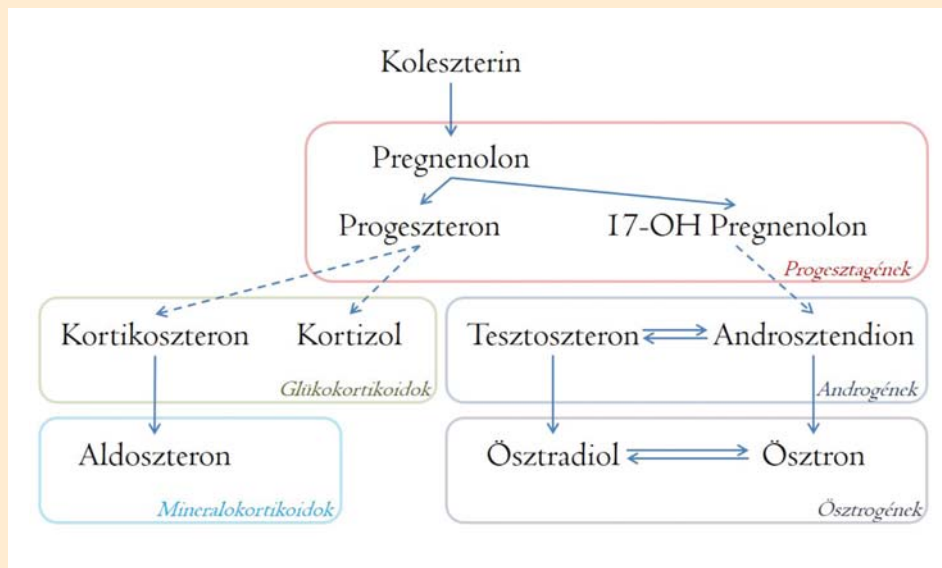 Koleszterin
Pregnenolon
Progeszteron 17-OH Pregnenolon
Progesztagének
Kortikoszteron Kortizol Tesztoszteron Androsztendion
Glükokortikoidok Androgének
Aldoszteron Ösztradiol Ösztron
Mineralokortikoidok Ösztrogének